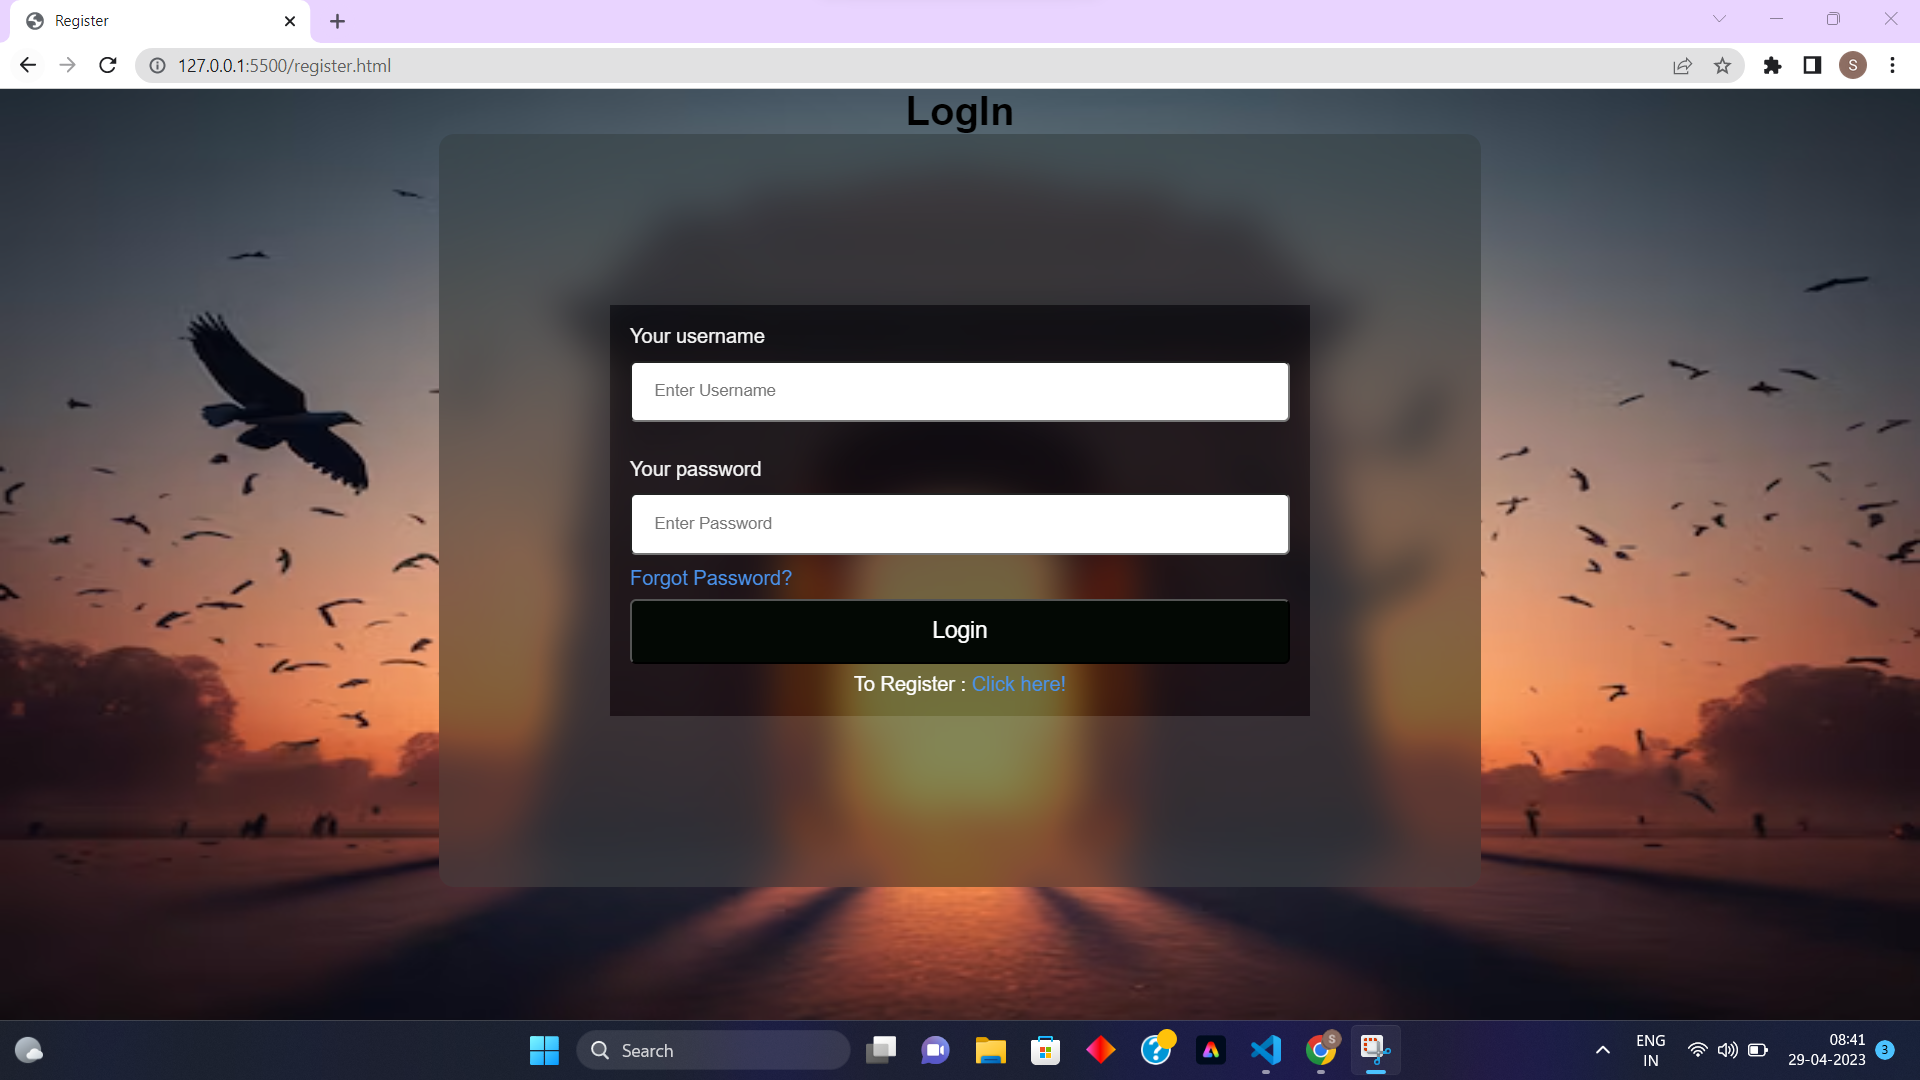 Register
127.0.0.1:5500/register.html
S
LogIn
Your username
Enter Username
Your password
Enter Password
Forgot Password?
Login
To Register : Click here!
Search
S
ENG
IN
08:41
29-04-2023
3